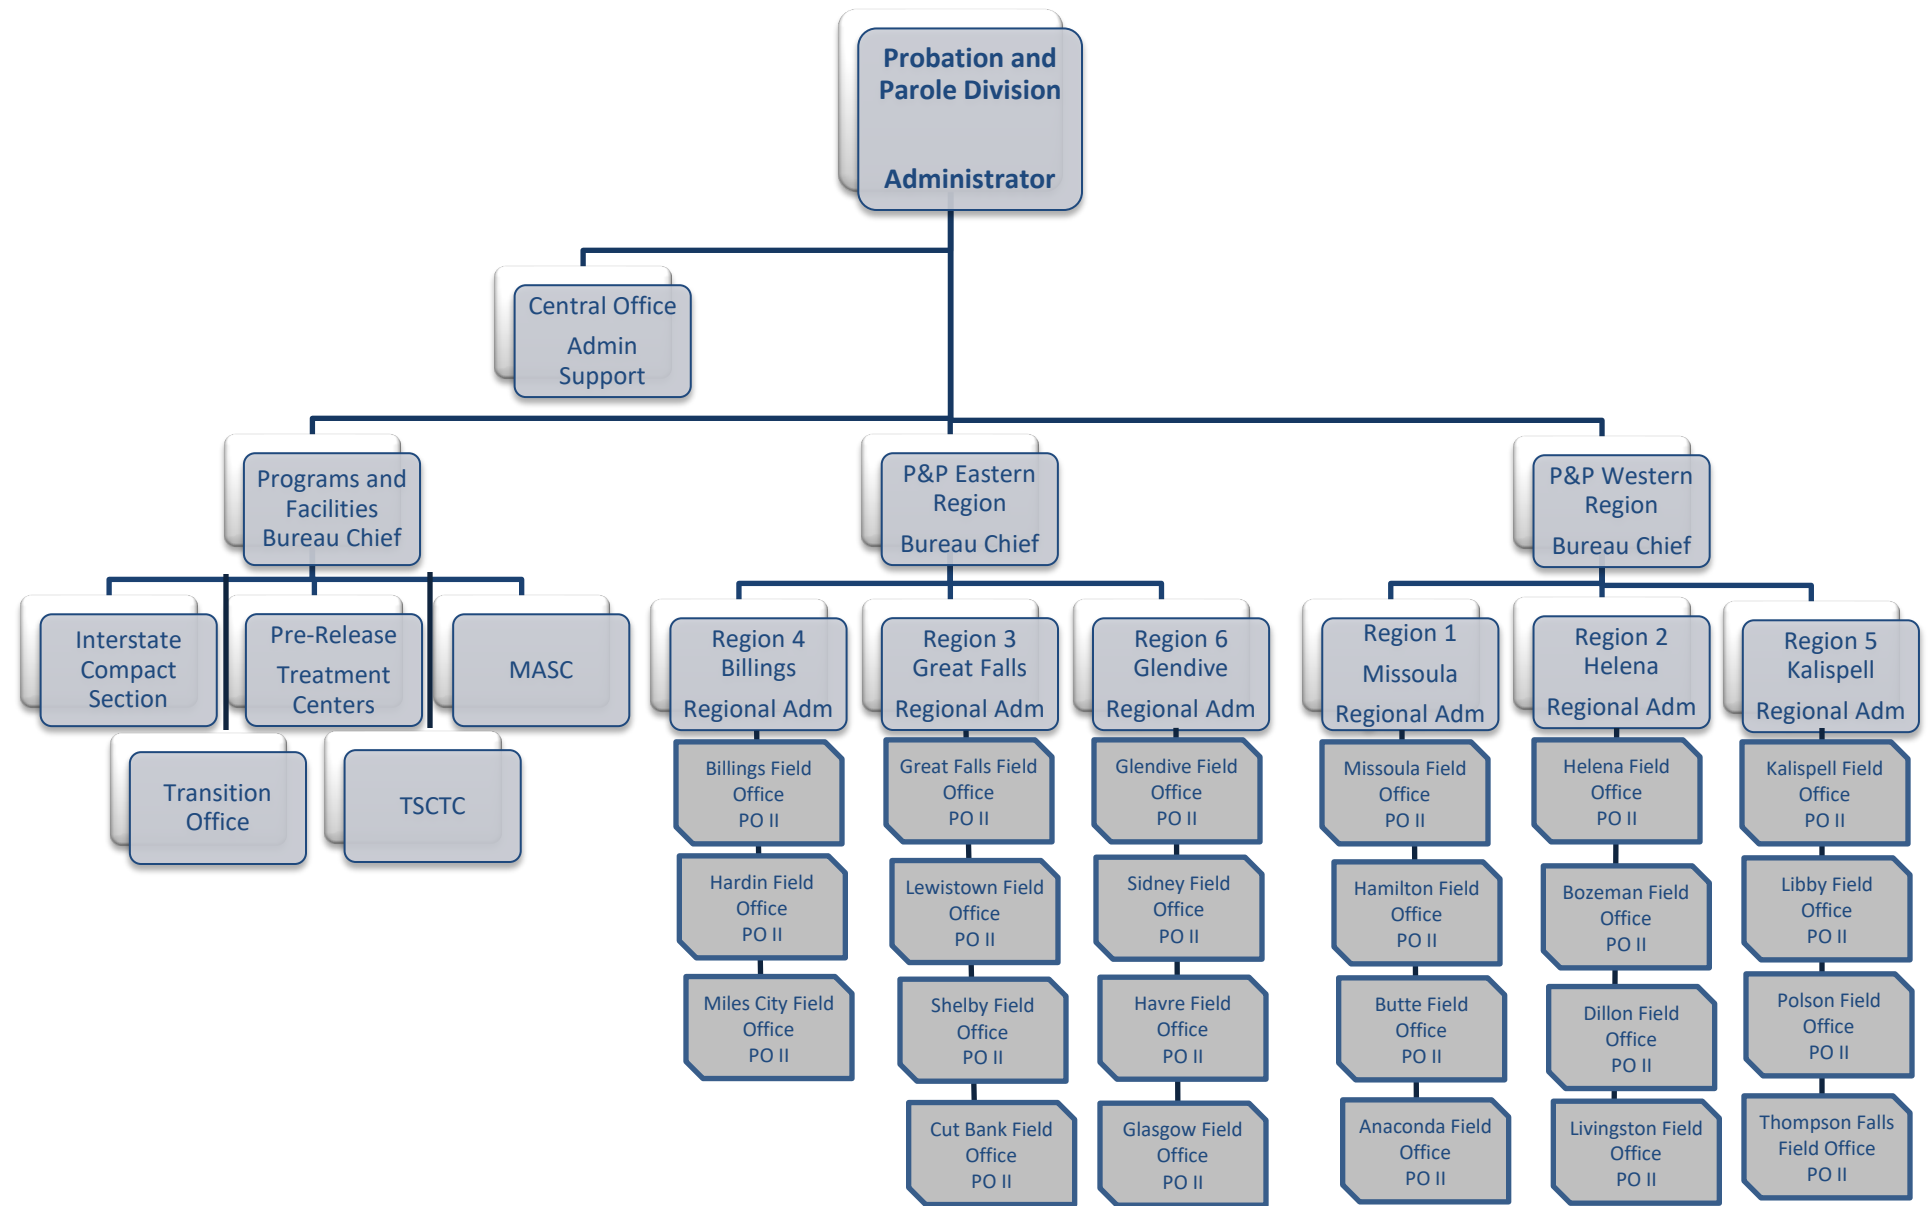 Probation and
Parole Division
Administrator
Central Office
Admin
Support
Programs and
Facilities
Bureau Chief
P&P Eastern
Region
Bureau Chief
P&P Western
Region
Bureau Chief
Interstate
Compact
Section
Pre-Release
Treatment
Centers
MASC
Transition
Office
TSCTC
Region 4
Billings
Regional Adm
Region 3
Great Falls
Regional Adm
Region 6
Glendive
Regional Adm
Region 1
Missoula
Regional Adm
Region 2
Helena
Regional Adm
Region 5
Kalispell
Regional Adm
Billings Field
Office
PO II
Hardin Field
Office
PO II
Miles City Field
Office
PO II
Great Falls Field
Office
PO II
Lewistown Field
Office
PO II
Shelby Field
Office
PO II
Cut Bank Field
Office
PO II
Glendive Field
Office
PO II
Sidney Field
Office
PO II
Havre Field
Office
PO II
Glasgow Field
Office
PO II
Missoula Field
Office
PO II
Hamilton Field
Office
PO II
Butte Field
Office
PO II
Anaconda Field
Office
PO II
Helena Field
Office
PO II
Bozeman Field
Office
PO II
Dillon Field
Office
PO II
Livingston Field
Office
PO II
Kalispell Field
Office
PO II
Libby Field
Office
PO II
Polson Field
Office
PO II
Thompson Falls
Field Office
PO II